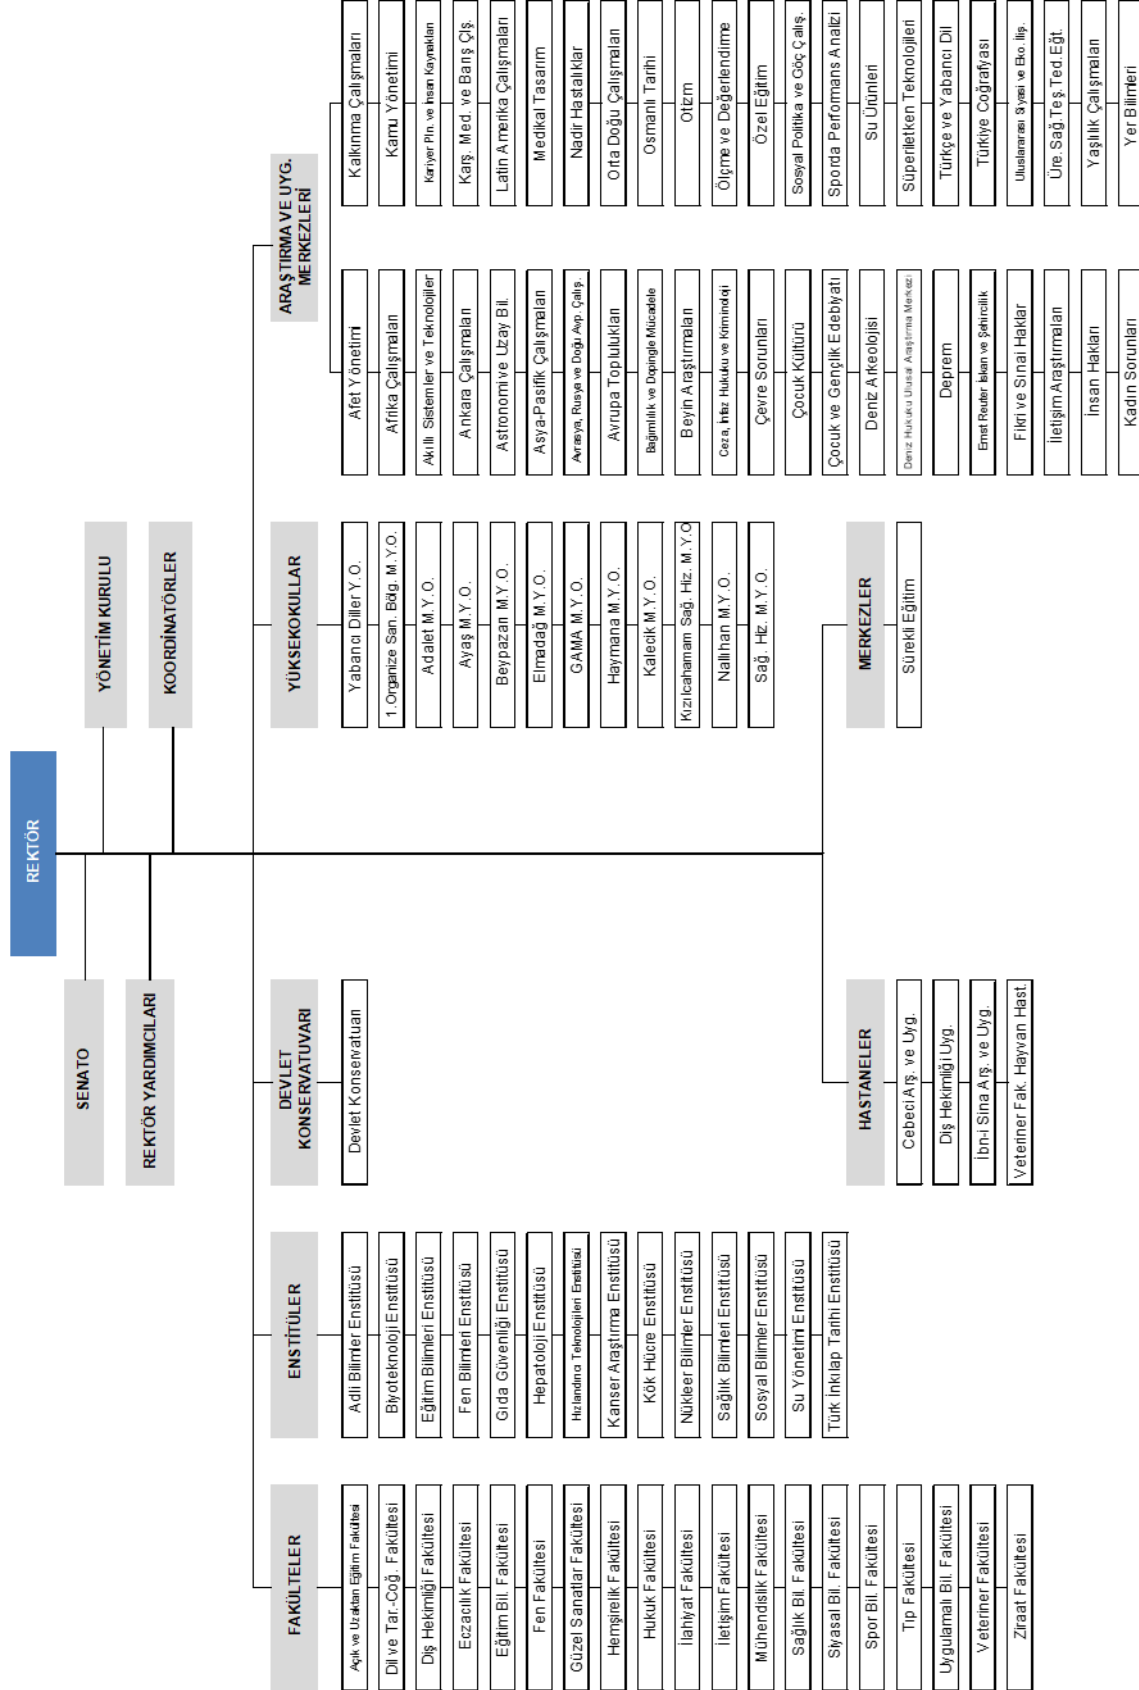 REKTÖR
SENATO
YÖNETİM KURULU
REKTÖR YARDIMCILARI
KOORDİNATÖRLER
FAKÜLTELER
Açık ve Uzaktan Eğitim Fakültesi
Dil ve Tar.-Coğ. Fakültesi
Diş Hekimliği Fakültesi
Eczacılık Fakültesi
Eğitim Bil. Fakültesi
Fen Fakültesi
Güzel Sanatlar Fakültesi
Hemşirelik Fakültesi
Hukuk Fakültesi
İlahiyat Fakültesi
İletişim Fakültesi
Mühendislik Fakültesi
Sağlık Bil. Fakültesi
Siyasal Bil. Fakültesi
Spor Bil. Fakültesi
Tıp Fakültesi
Uygulamalı Bil. Fakültesi
Veteriner Fakültesi
Ziraat Fakültesi
ENSTİTÜLER
Adli Bilimler Enstitüsü
Biyoteknoloji Enstitüsü
Eğitim Bilimleri Enstitüsü
Fen Bilimleri Enstitüsü
Gıda Güvenliği Enstitüsü
Hepatoloji Enstitüsü
Hızlandırıcı Teknolojileri Enstitüsü
Kanser Araştırma Enstitüsü
Kök Hücre Enstitüsü
Nükleer Bilimler Enstitüsü
Sağlık Bilimleri Enstitüsü
Sosyal Bilimler Enstitüsü
Su Yönetimi Enstitüsü
Türk İnkılap Tarihi Enstitüsü
DEVLET
KONSERVATUVARI
Devlet Konservatuarı
YÜKSEKOKULLAR
Yabancı Diller Y.O.
1.Organize San. Bölg. M.Y.O.
Adalet M.Y.O.
Ayaş M.Y.O.
Beypazarı M.Y.O.
Elmadağ M.Y.O.
GAMA M.Y.O.
Haymana M.Y.O.
Kalecik M.Y.O.
Kızılcahamam Sağ. Hiz. M.Y.O
Nallıhan M.Y.O.
Sağ. Hiz. M.Y.O.
ARAŞTIRMA VE UYG.
MERKEZLERİ
Afet Yönetimi
Afrika Çalışmaları
Akıllı Sistemler ve Teknolojiler
Ankara Çalışmaları
Astronomi ve Uzay Bil.
Asya-Pasifik Çalışmaları
Avrasya, Rusya ve Doğu Avp. Çalış.
Avrupa Toplulukları
Bağımlılık ve Dopingle Mücadele
Beyin Araştırmaları
Ceza, İnfaz Hukuku ve Kriminoloji
Çevre Sorunları
Çocuk Kültürü
Çocuk ve Gençlik Edebiyatı
Deniz Arkeolojisi
Deniz Hukuku Ulusal Araştırma Merkezi
Deprem
Ernst Reuter İskan ve Şehircilik
Fikri ve Sınai Haklar
İletişim Araştırmaları
İnsan Hakları
Kadın Sorunları
Kalkınma Çalışmaları
Kamu Yönetimi
Kariyer Pln. ve İnsan Kaynakları
Karş. Med. ve Barış Çlş.
Latin Amerika Çalışmaları
Medikal Tasarım
Nadir Hastalıklar
Orta Doğu Çalışmaları
Osmanlı Tarihi
Otizm
Ölçme ve Değerlendirme
Özel Eğitim
Sosyal Politika ve Göç Çalış.
Sporda Performans Analizi
Su Ürünleri
Süperiletken Teknolojileri
Türkçe ve Yabancı Dil
Türkiye Coğrafyası
Uluslararası Siyasi ve Eko. İliş.
Üre. Sağ.Teş.Ted.Eğt.
Yaşlılık Çalışmaları
Yer Bilimleri
HASTANELER
Cebeci Arş. ve Uyg.
Diş Hekimliği Uyg.
İbn-i Sina Arş. ve Uyg.
Veteriner Fak. Hayvan Hast.
MERKEZLER
Sürekli Eğitim